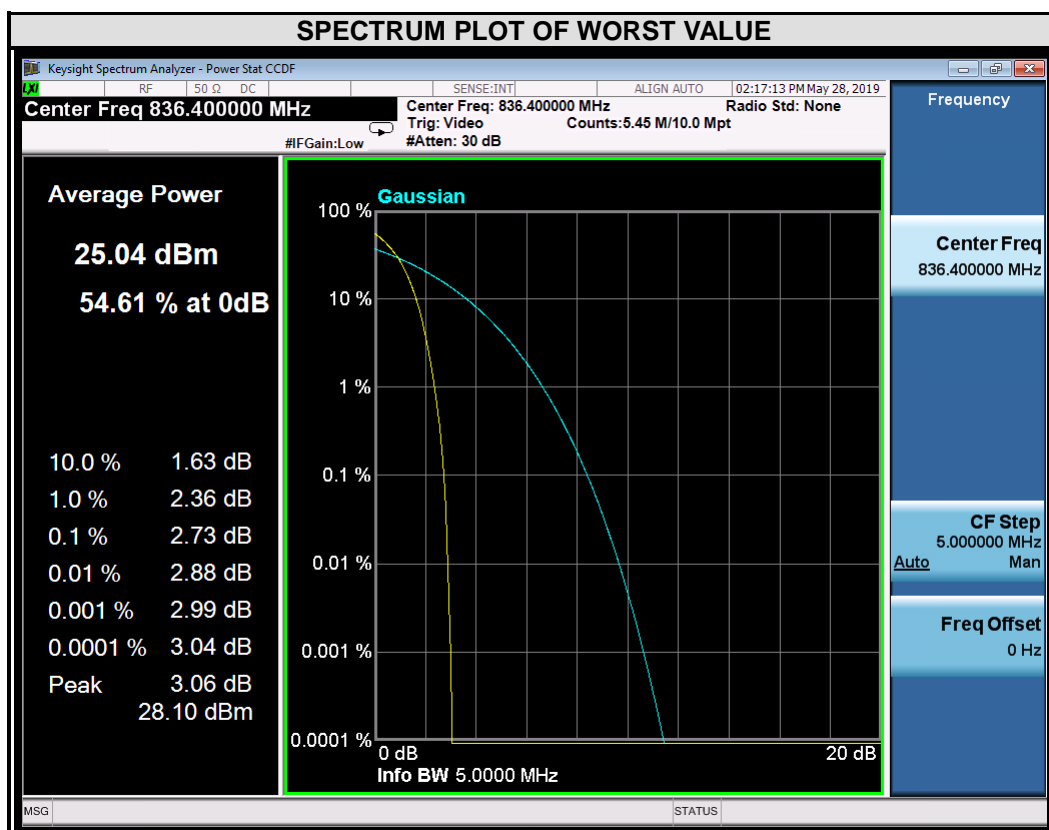 SPECTRUM PLOT OF WORST VALUE
Keysight Spectrum Analyzer - Power Stat CCDF
LXI RF 50 Ω DC SENSE:INT ALIGN AUTO 02:17:13 PM May 28, 2019
Center Freq 836.400000 MHz
Center Freq: 836.400000 MHz Radio Std: None
Trig: Video Counts:5.45 M/10.0 Mpt
#IFGain:Low #Atten: 30 dB
Frequency
Average Power
25.04 dBm
54.61 % at 0dB
10.0 % 1.63 dB
1.0 % 2.36 dB
0.1 % 2.73 dB
0.01 % 2.88 dB
0.001 % 2.99 dB
0.0001 % 3.04 dB
Peak 3.06 dB
28.10 dBm
Gaussian
100 %
10 %
1 %
0.1 %
0.01 %
0.001 %
0.0001 %
0 dB 20 dB
Info BW 5.0000 MHz
Center Freq
836.400000 MHz
CF Step
5.000000 MHz
Auto Man
Freq Offset
0 Hz
MSG STATUS